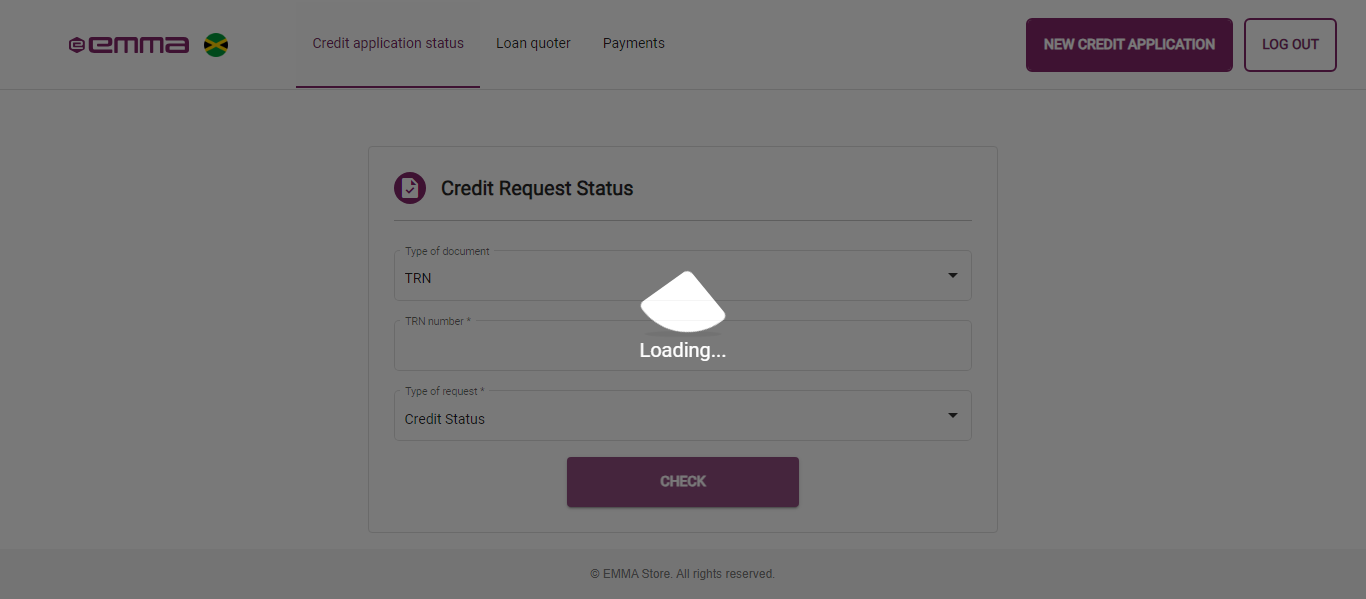 emma
Credit application status
Loan quoter
Payments
NEW CREDIT APPLICATION
LOG OUT
Credit Request Status
Type of document
TRN
TRN number *
Loading...
Type of request *
Credit Status
CHECK
© EMMA Store. All rights reserved.